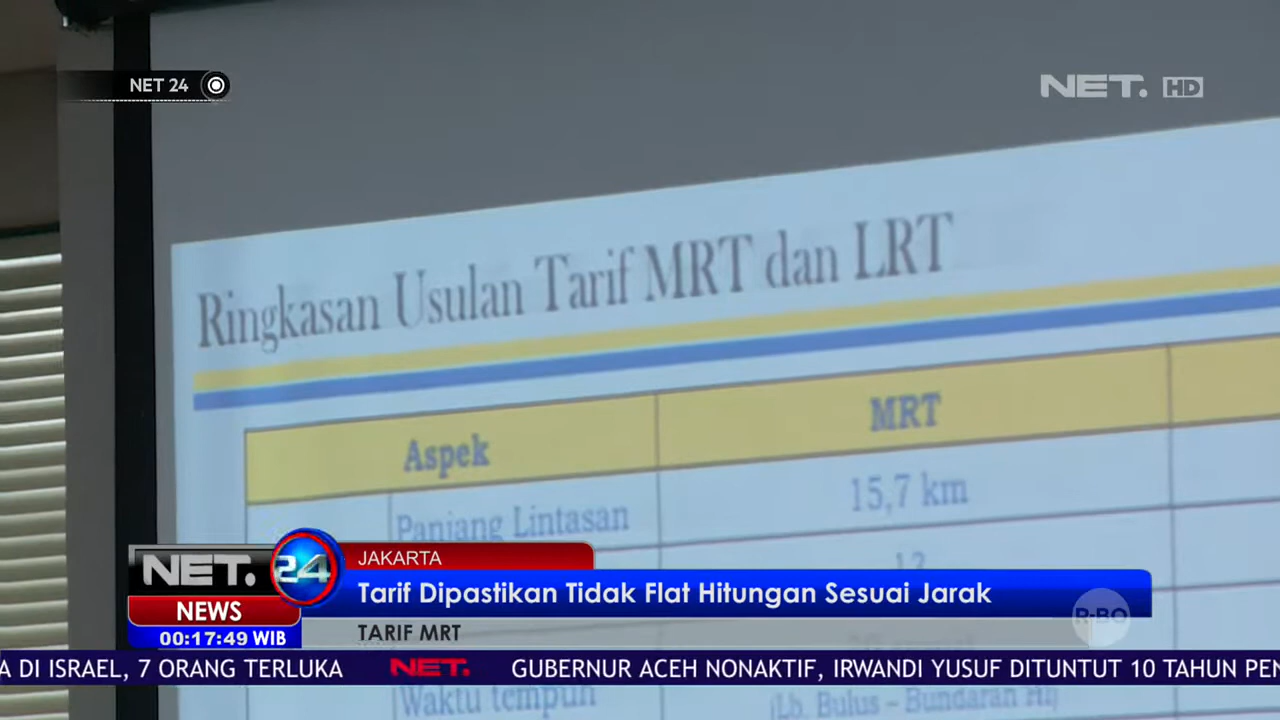 NET 24
NET. HD
Ringkasan Usulan Tarif MRT dan LRT
Aspek
MRT
Panjang Lintasan
15,7 km
NET. 24
NEWS
00:17:49 WIB
JAKARTA
Tarif Dipastikan Tidak Flat Hitungan Sesuai Jarak
TARIF MRT
R-BO
A DI ISRAEL, 7 ORANG TERLUKA NET. GUBERNUR ACEH NONAKTIF, IRWANDI YUSUF DITUNTUT 10 TAHUN PEN
Waktu tempuh
(Lb. Bulus – Bundaran HI)